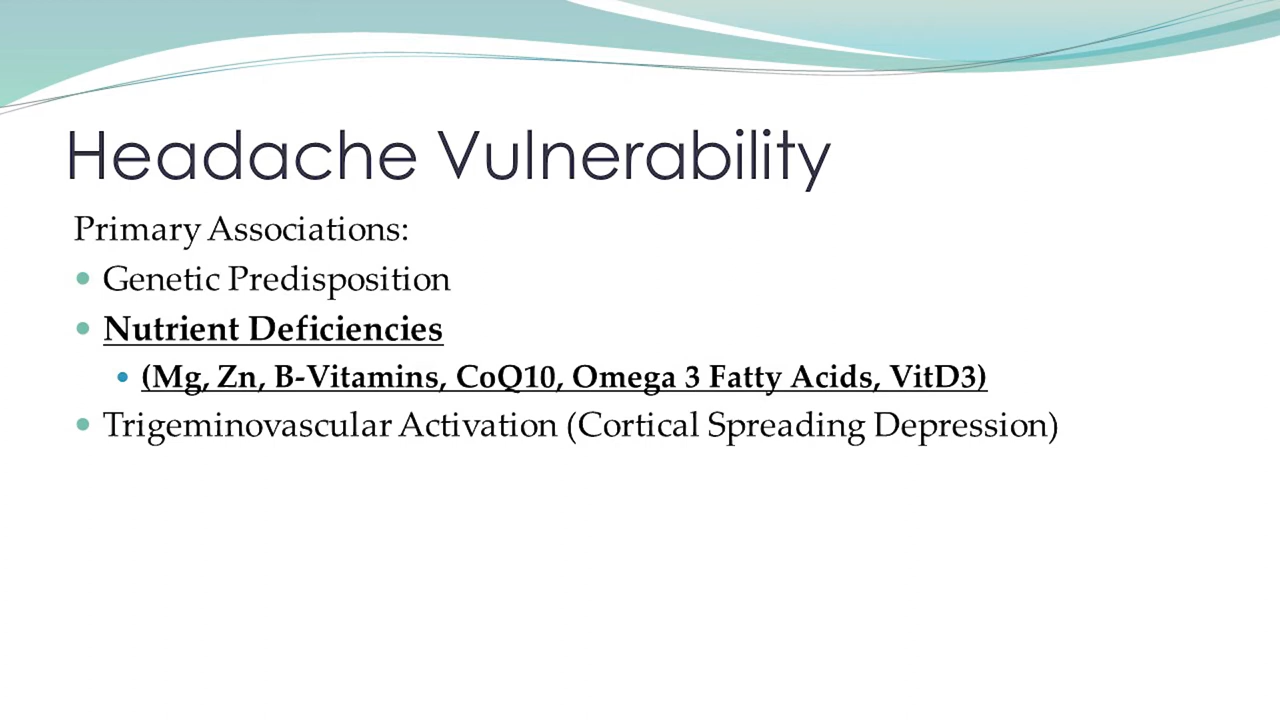 Headache Vulnerability
Primary Associations:
• Genetic Predisposition
• Nutrient Deficiencies
• (Mg, Zn, B-Vitamins, CoQ10, Omega 3 Fatty Acids, VitD3)
• Trigeminovascular Activation (Cortical Spreading Depression)